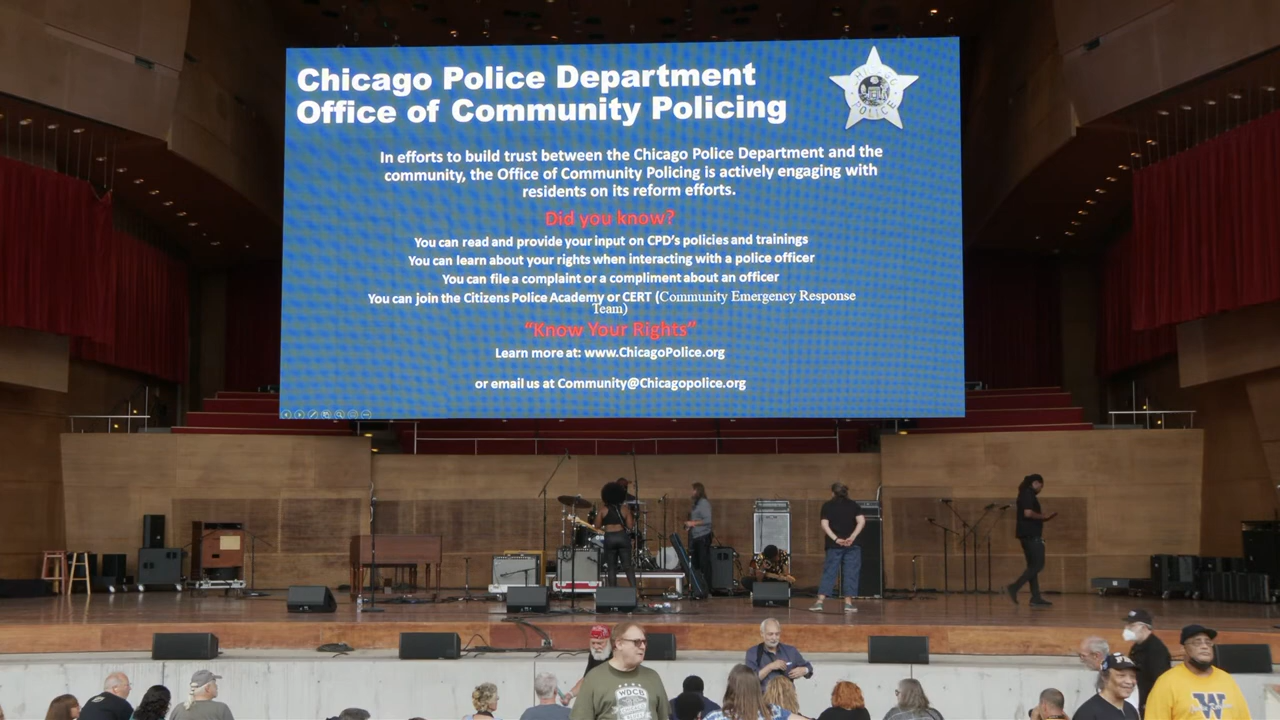 Chicago Police Department
Office of Community Policing
CHICAGO
POLICE
In efforts to build trust between the Chicago Police Department and the
community, the Office of Community Policing is actively engaging with
residents on its reform efforts.
Did you know?
You can read and provide your input on CPD's policies and trainings
You can learn about your rights when interacting with a police officer
You can file a complaint or a compliment about an officer
You can join the Citizens Police Academy or CERT (Community Emergency Response
Team)
"Know Your Rights"
Learn more at: www.ChicagoPolice.org
or email us at Community@Chicagopolice.org
WDCB
W